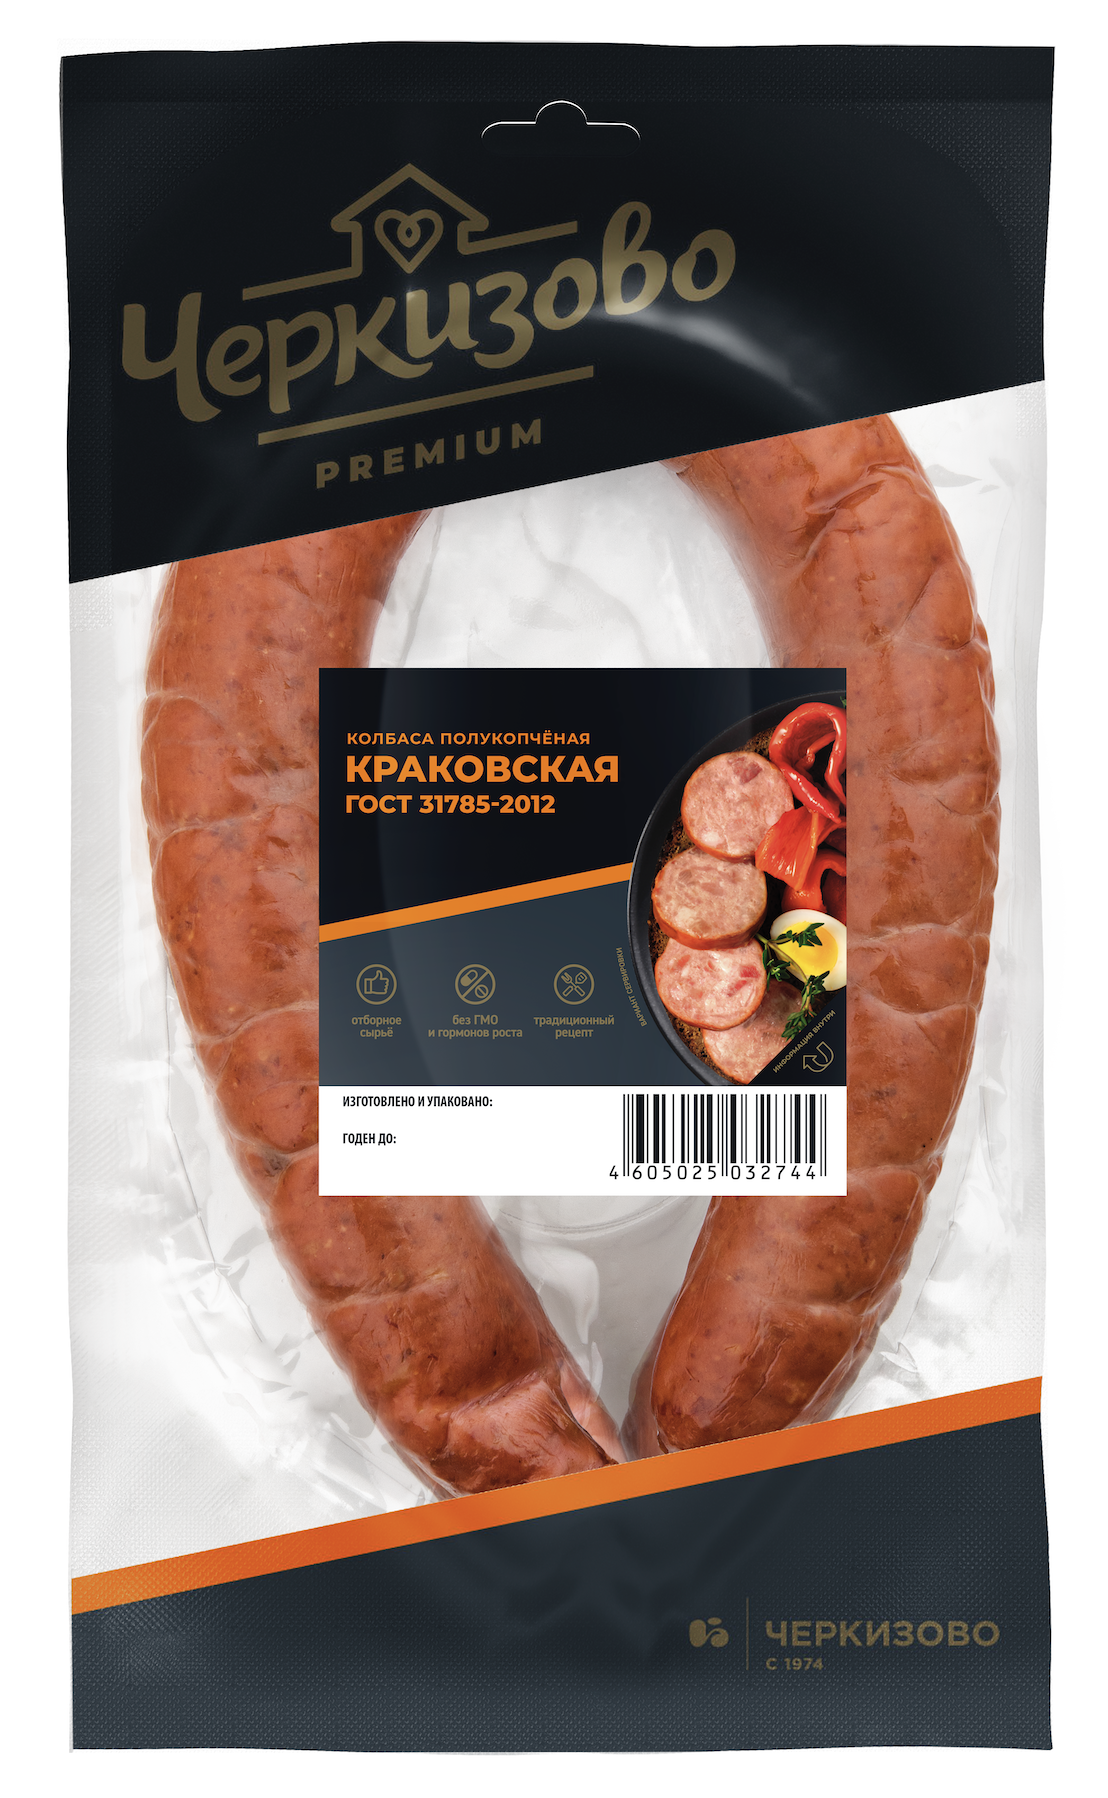 Черкизово
PREMIUM
КОЛБАСА ПОЛУКОПЧЁНАЯ
КРАКОВСКАЯ
ГОСТ 31785-2012
отборное
сырьё
без ГМО
и гормонов роста
традиционный
рецепт
ВАРИАНТ СЕРВИРОВКИ
ИНФОРМАЦИЯ ВНУТРИ
ИЗГОТОВЛЕНО И УПАКОВАНО:
ГОДЕН ДО:
4 605025 032744
ЧЕРКИЗОВО
С 1974